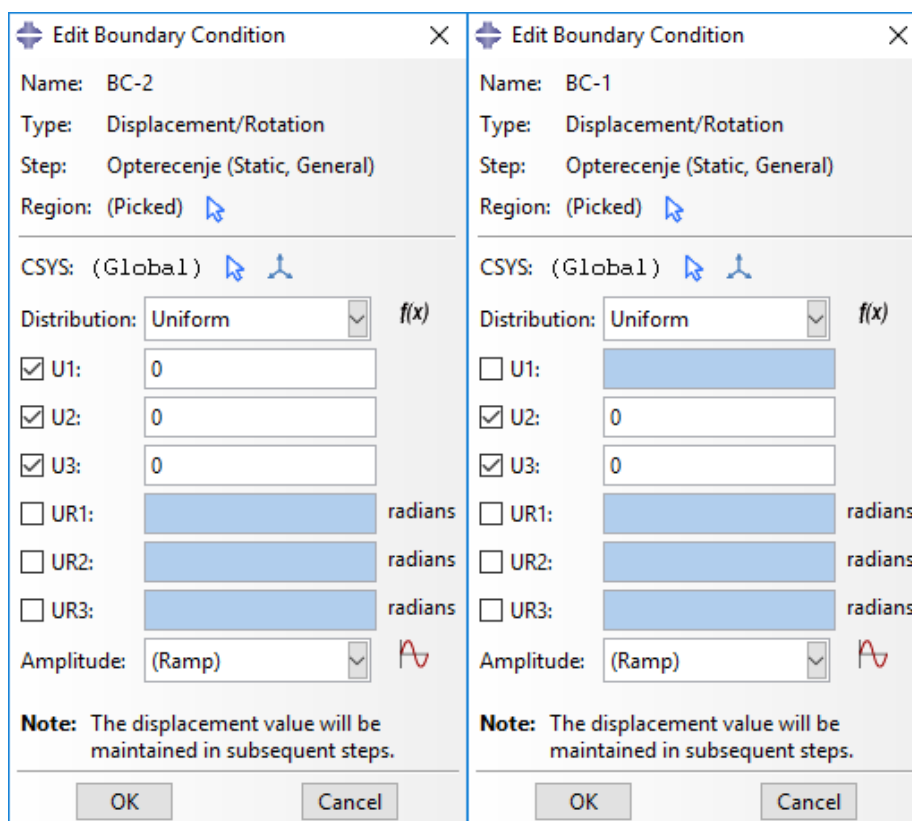 Edit Boundary Condition
Name: BC-2
Type: Displacement/Rotation
Step: Opterecenje (Static, General)
Region: (Picked)
CSYS: (Global)
Distribution: Uniform f(x)
U1: 0
U2: 0
U3: 0
UR1: radians
UR2: radians
UR3: radians
Amplitude: (Ramp)
Note: The displacement value will be
maintained in subsequent steps.
OK Cancel
Edit Boundary Condition
Name: BC-1
Type: Displacement/Rotation
Step: Opterecenje (Static, General)
Region: (Picked)
CSYS: (Global)
Distribution: Uniform f(x)
U1:
U2: 0
U3: 0
UR1: radians
UR2: radians
UR3: radians
Amplitude: (Ramp)
Note: The displacement value will be
maintained in subsequent steps.
OK Cancel